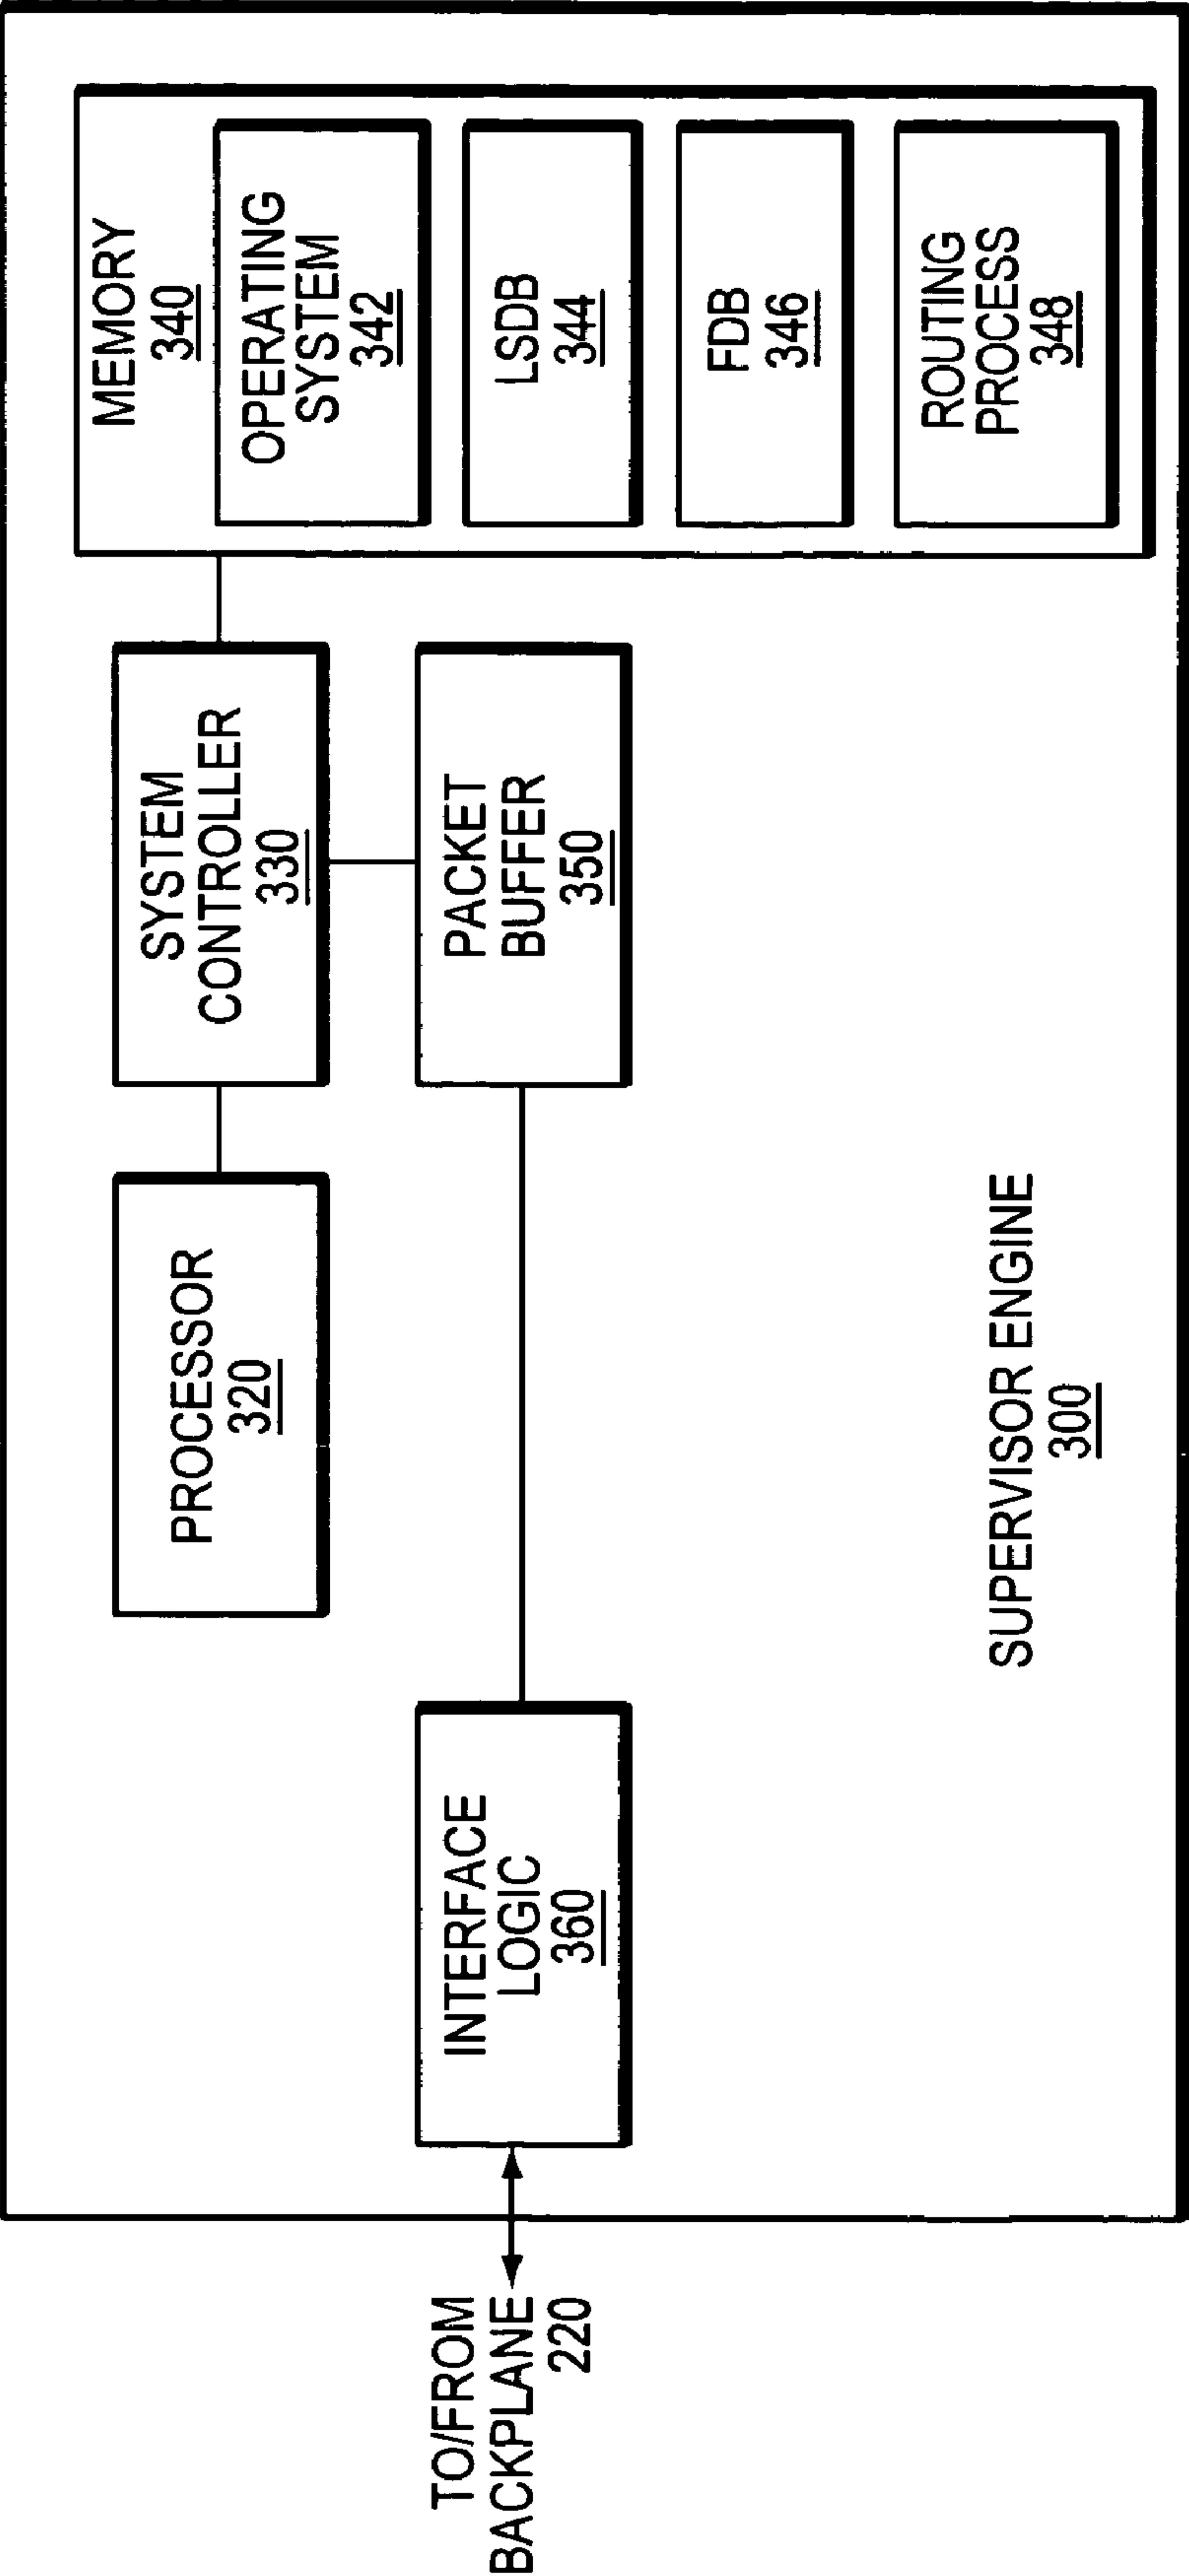 MEMORY
340
OPERATING
SYSTEM
342
LSDB
344
FDB
346
ROUTING
PROCESS
348
SYSTEM
CONTROLLER
330
PACKET
BUFFER
350
PROCESSOR
320
INTERFACE
LOGIC
360
SUPERVISOR ENGINE
300
TO/FROM
BACKPLANE
220